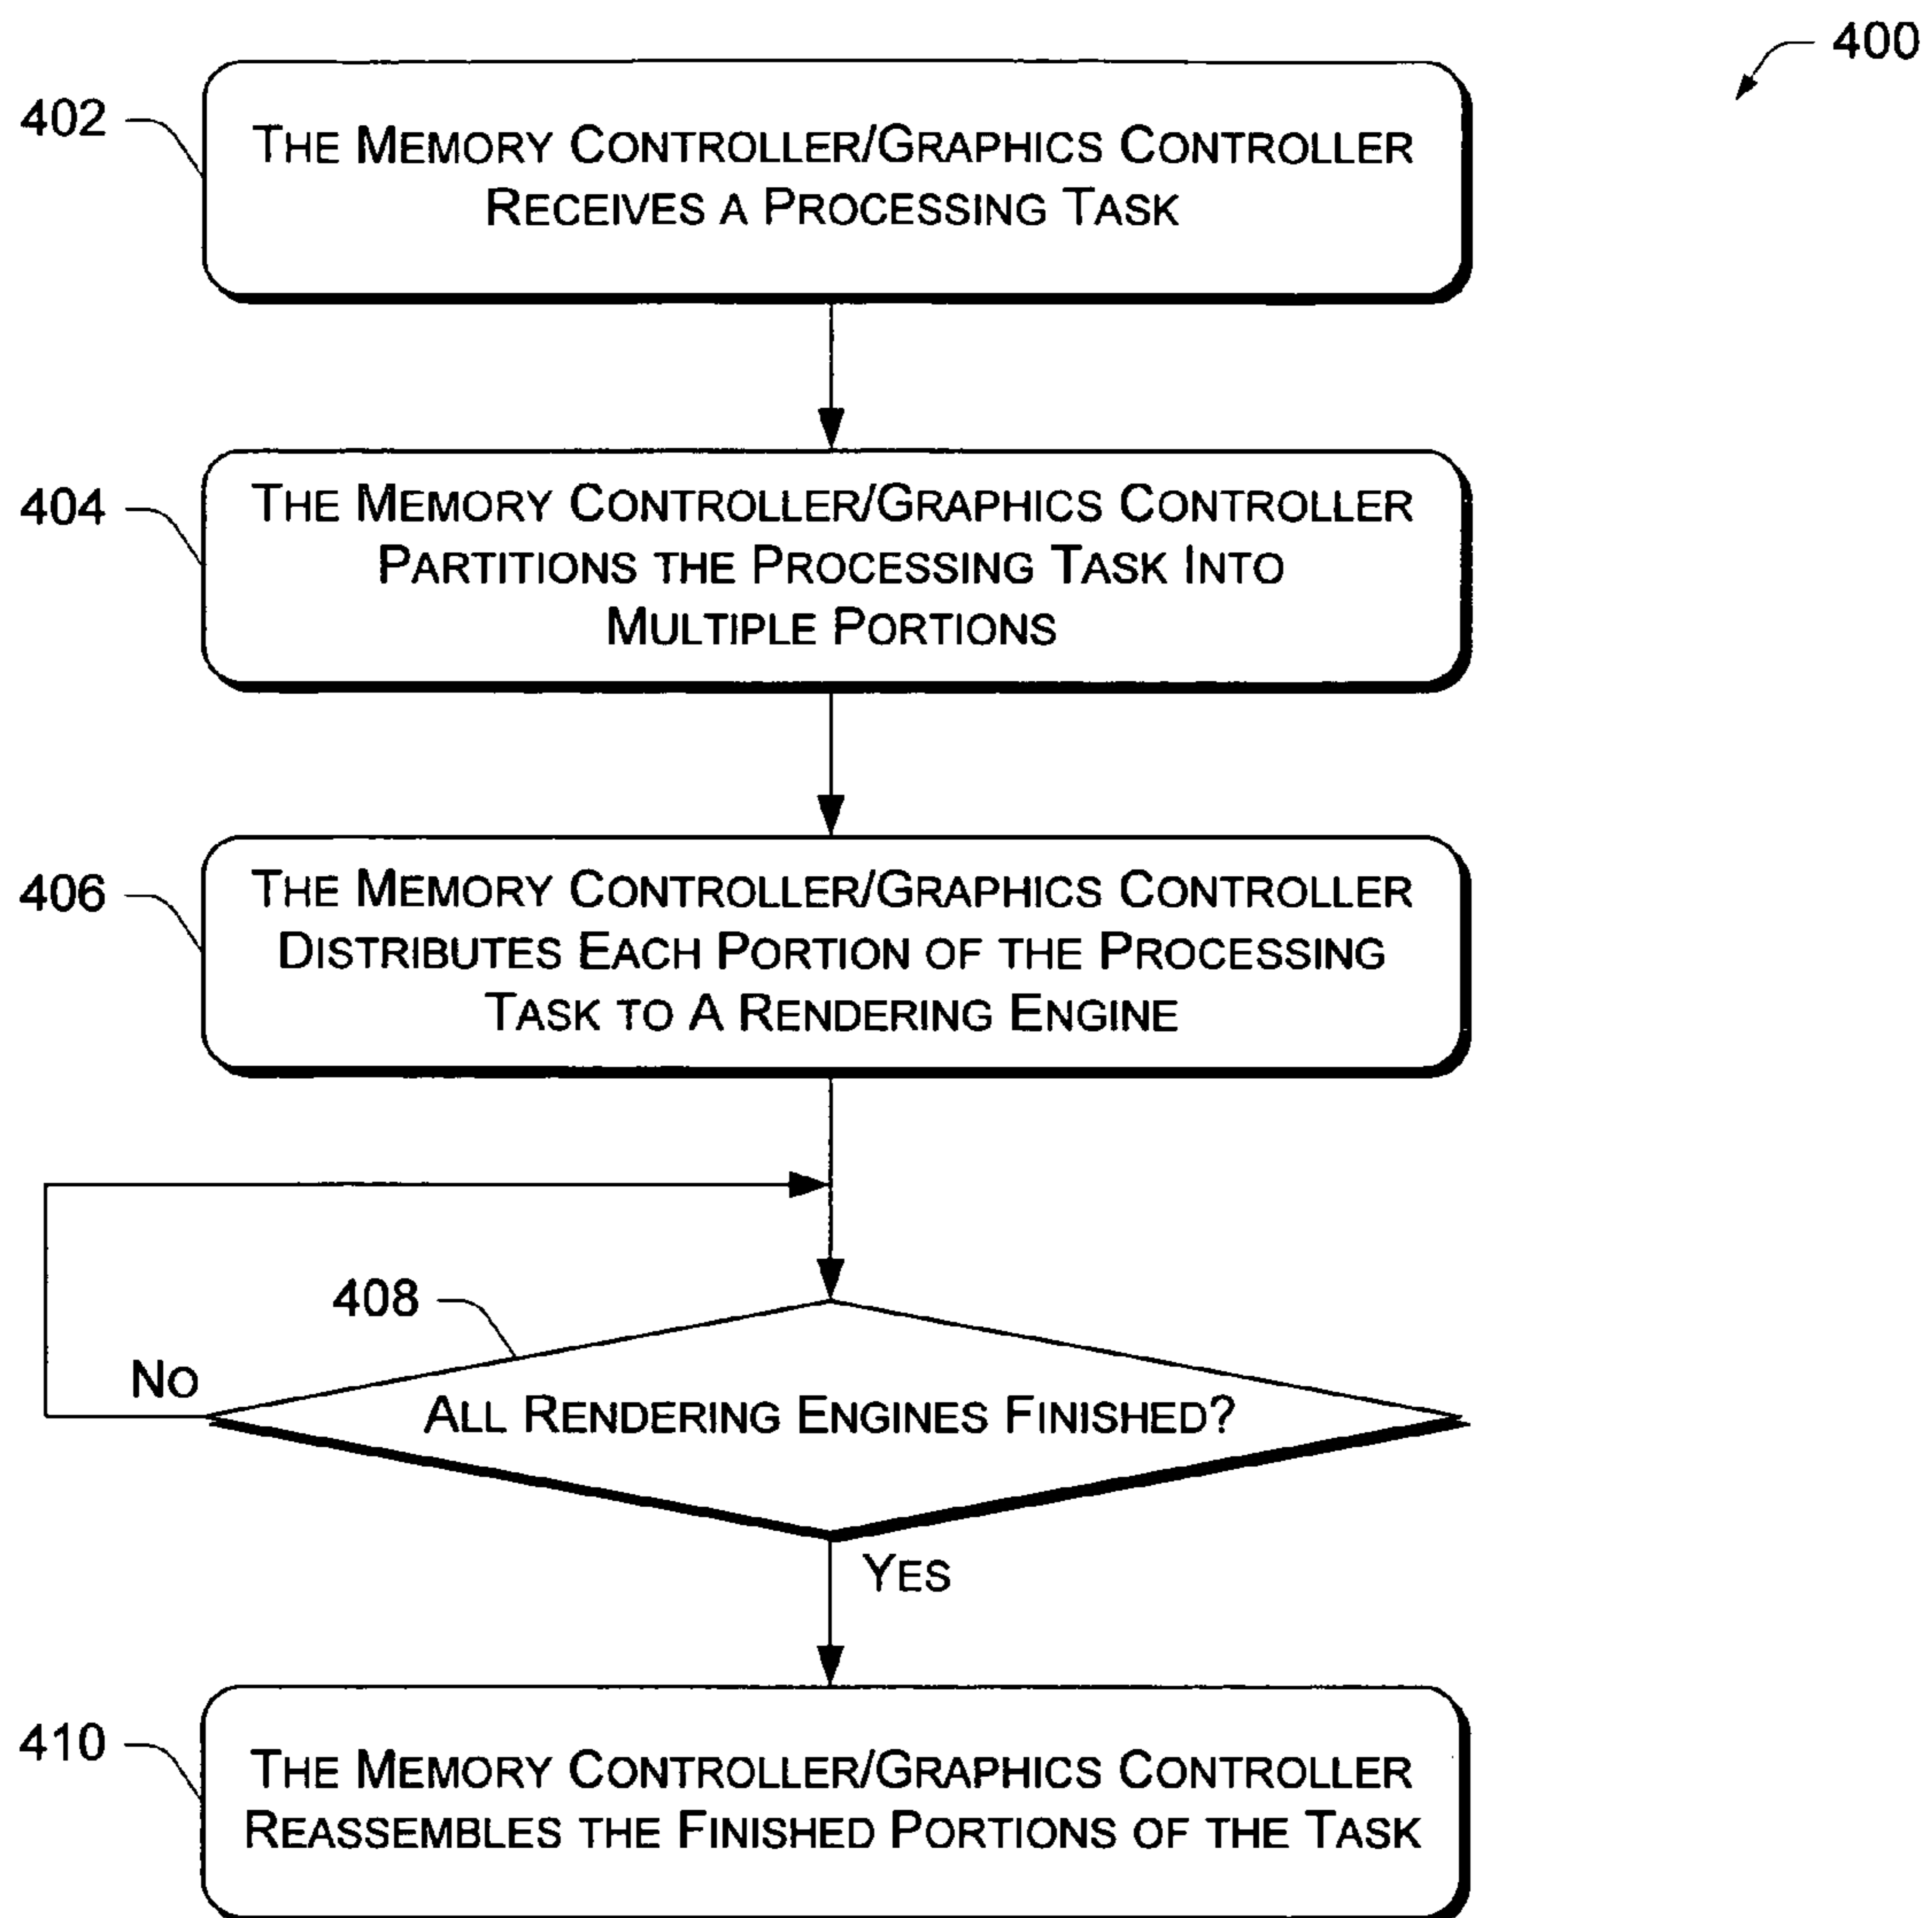 400
402
THE MEMORY CONTROLLER/GRAPHICS CONTROLLER
RECEIVES A PROCESSING TASK
404
THE MEMORY CONTROLLER/GRAPHICS CONTROLLER
PARTITIONS THE PROCESSING TASK INTO
MULTIPLE PORTIONS
406
THE MEMORY CONTROLLER/GRAPHICS CONTROLLER
DISTRIBUTES EACH PORTION OF THE PROCESSING
TASK TO A RENDERING ENGINE
408
NO
ALL RENDERING ENGINES FINISHED?
YES
410
THE MEMORY CONTROLLER/GRAPHICS CONTROLLER
REASSEMBLES THE FINISHED PORTIONS OF THE TASK